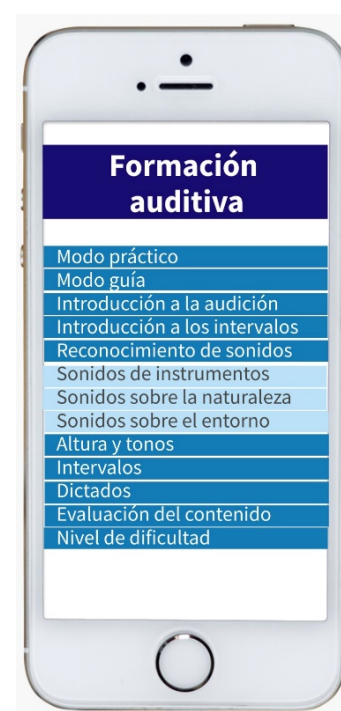 Formación
auditiva
Modo práctico
Modo guía
Introducción a la audición
Introducción a los intervalos
Reconocimiento de sonidos
Sonidos de instrumentos
Sonidos sobre la naturaleza
Sonidos sobre el entorno
Altura y tonos
Intervalos
Dictados
Evaluación del contenido
Nivel de dificultad